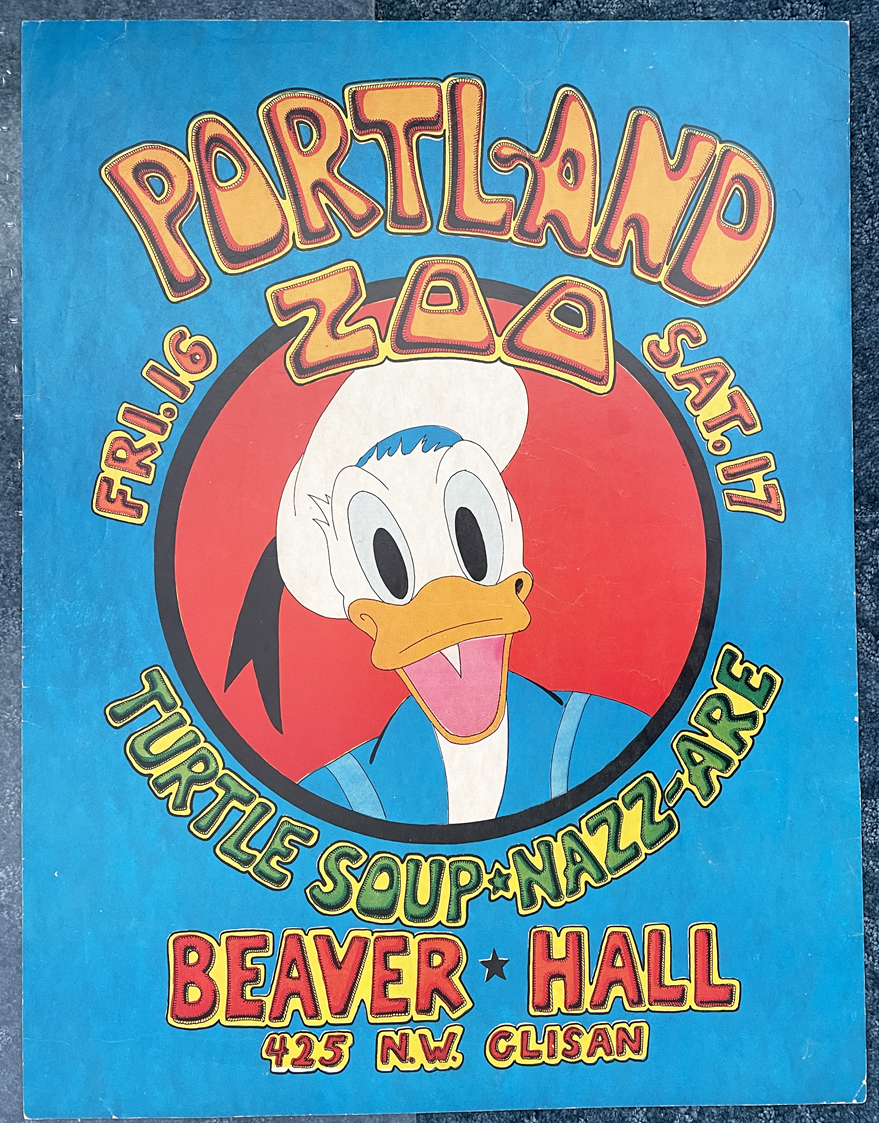 PORTLAND
ZOO
FRI. 16
SAT. 17
TURTLE SOUP★NAZZ-ARE
BEAVER ★ HALL
425 N.W. GLISAN